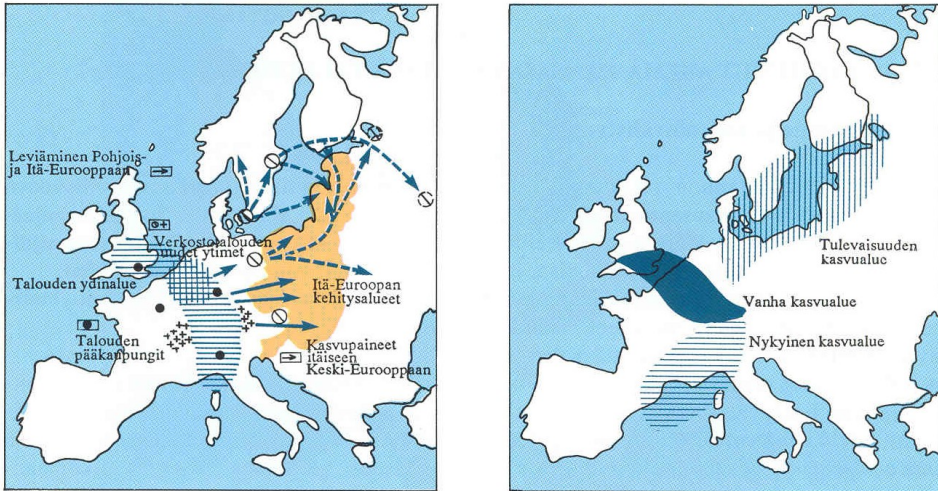 Leviäminen Pohjois-
ja Itä-Eurooppaan
Verkostotalouden
uudet ytimet
Talouden ydinalue
Itä-Euroopan
kehitysalueet
Talouden
pääkaupungit
Kasvupaineet
itäiseen
Keski-Eurooppaan
Tulevaisuuden
kasvualue
Vanha kasvualue
Nykyinen kasvualue